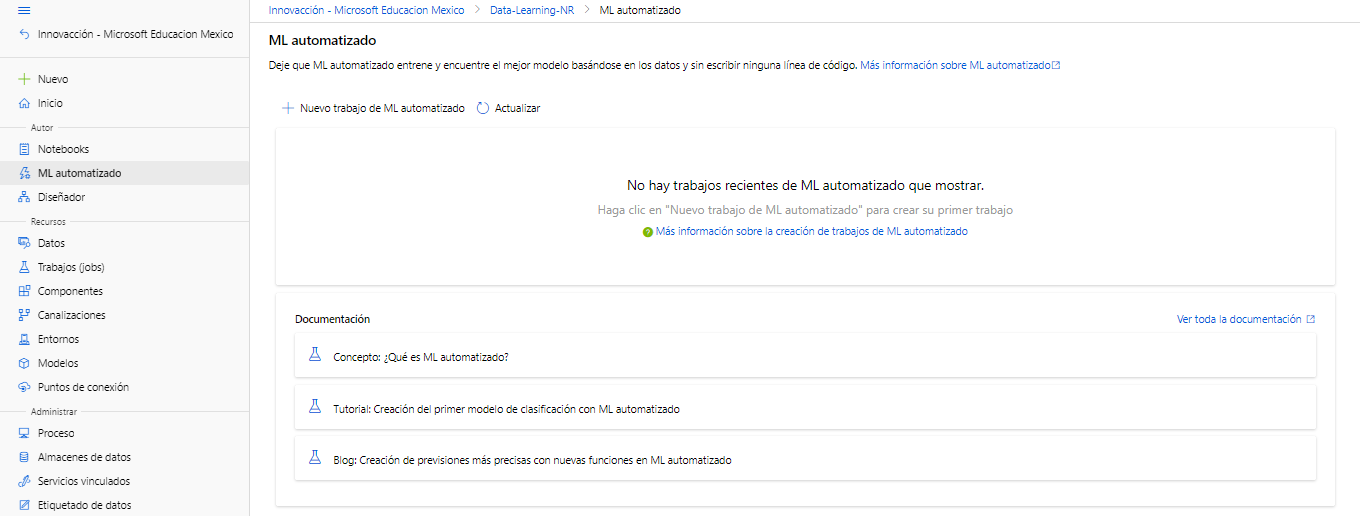 Innovacción - Microsoft Educacion Mexico
Nuevo
Inicio
Autor
Notebooks
ML automatizado
Diseñador
Recursos
Datos
Trabajos (jobs)
Componentes
Canalizaciones
Entornos
Modelos
Puntos de conexión
Administrar
Proceso
Almacenes de datos
Servicios vinculados
Etiquetado de datos
Innovacción - Microsoft Educacion Mexico > Data-Learning-NR > ML automatizado
ML automatizado
Deje que ML automatizado entrene y encuentre el mejor modelo basándose en los datos y sin escribir ninguna línea de código. Más información sobre ML automatizado
Nuevo trabajo de ML automatizado Actualizar
No hay trabajos recientes de ML automatizado que mostrar.
Haga clic en "Nuevo trabajo de ML automatizado" para crear su primer trabajo
Más información sobre la creación de trabajos de ML automatizado
Documentación Ver toda la documentación
Concepto: ¿Qué es ML automatizado?
Tutorial: Creación del primer modelo de clasificación con ML automatizado
Blog: Creación de previsiones más precisas con nuevas funciones en ML automatizado